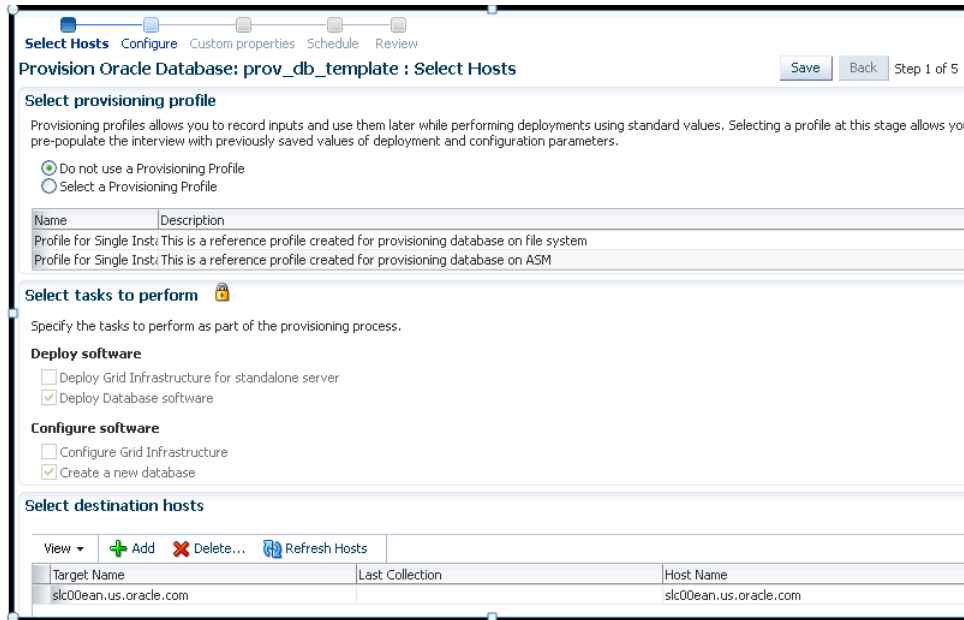 Select Hosts Configure Custom properties Schedule Review
Provision Oracle Database: prov_db_template : Select Hosts Save Back Step 1 of 5
Select provisioning profile
Provisioning profiles allows you to record inputs and use them later while performing deployments using standard values. Selecting a profile at this stage allows
pre-populate the interview with previously saved values of deployment and configuration parameters.
Do not use a Provisioning Profile
Select a Provisioning Profile
Name Description
Profile for Single This is a reference profile created for provisioning database on file system
Profile for Single This is a reference profile created for provisioning database on ASM
Select tasks to perform
Specify the tasks to perform as part of the provisioning process.
Deploy software
Deploy Grid Infrastructure for standalone server
Deploy Database software
Configure software
Configure Grid Infrastructure
Create a new database
Select destination hosts
View Add Delete... Refresh Hosts
Target Name Last Collection Host Name
slc00ean.us.oracle.com slc00ean.us.oracle.com